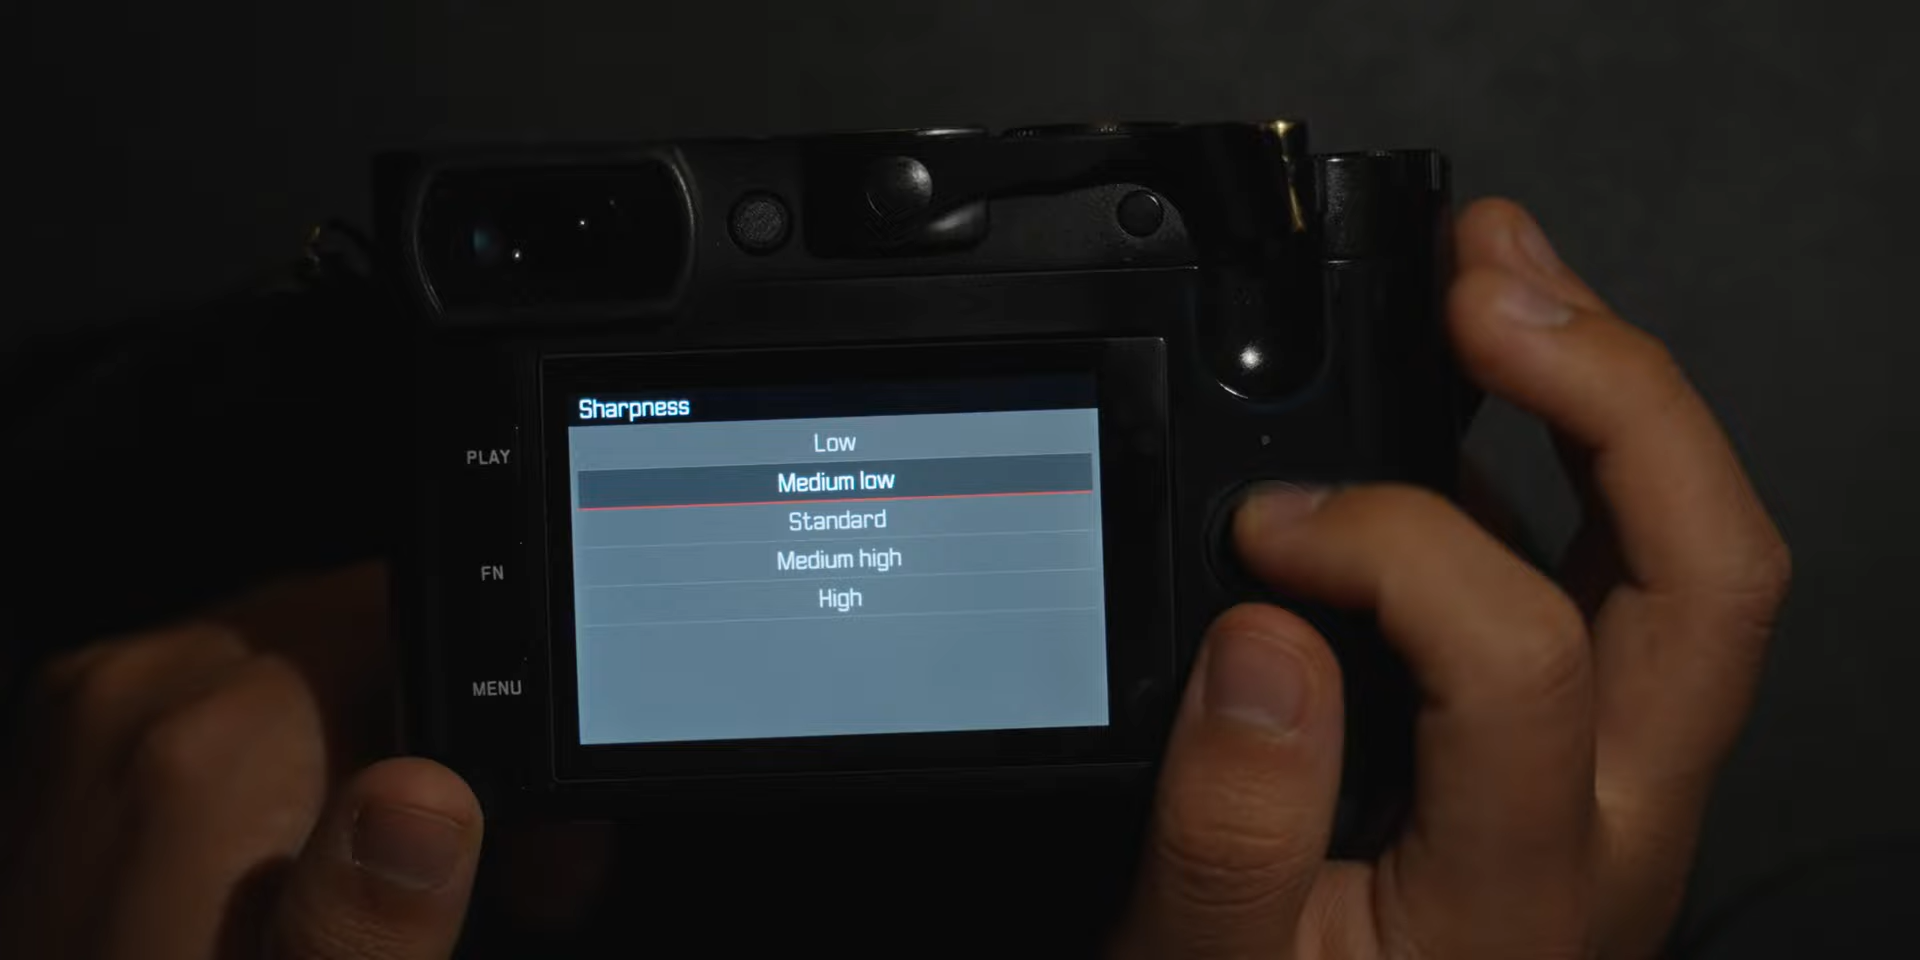 Sharpness
Low
Medium low
Standard
Medium high
High
PLAY
FN
MENU